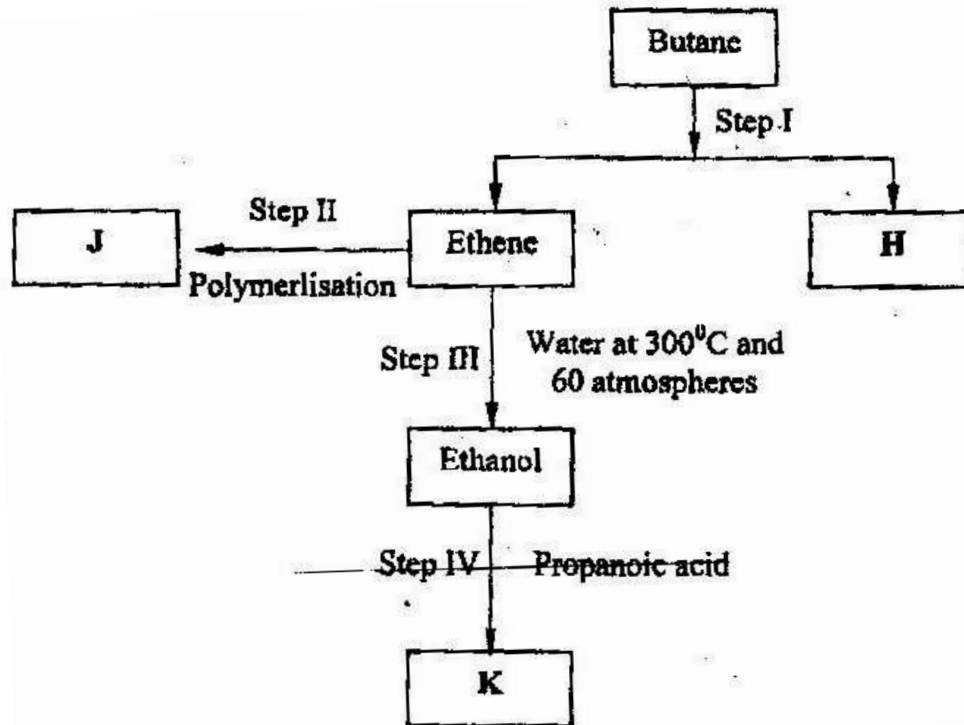 Butane
Step I
Step II
J
Ethene
H
Polymerlisation
Step III
Water at 300⁰C and
60 atmospheres
Ethanol
Step IV
Propanoic acid
K